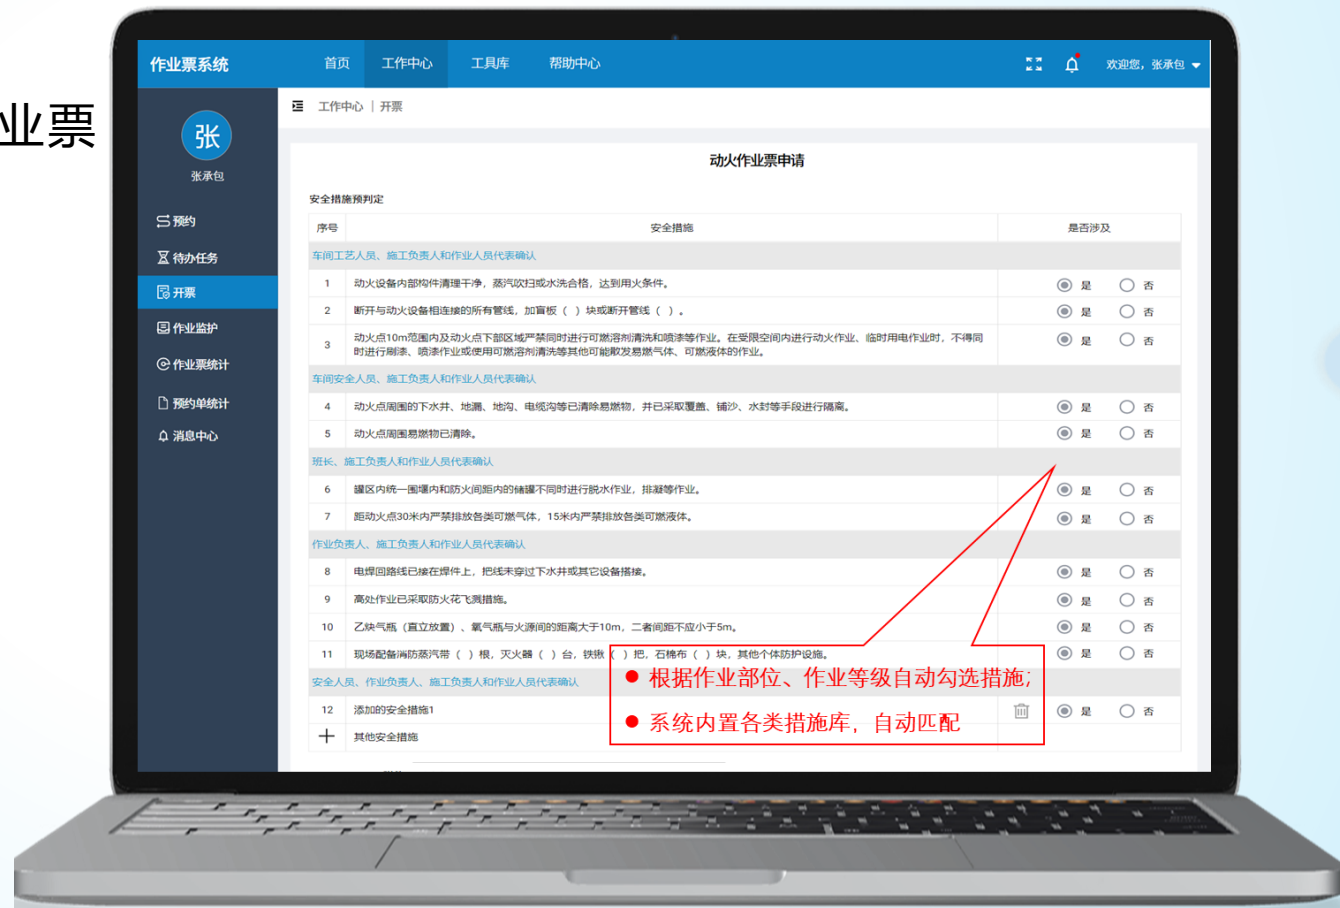 业票
作业票系统 首页 工作中心 工具库 帮助中心 欢迎您，张承包
张
张承包
预约
待办任务
开票
作业监护
作业票统计
预约单统计
消息中心
工作中心 | 开票
动火作业票申请
安全措施预判定
序号 安全措施 是否涉及
车间工艺人员、施工负责人和作业人员代表确认
1 动火设备内部构件清理干净，蒸汽吹扫或水洗合格，达到用火条件。 是 否
2 断开与动火设备相连接的所有管线，加盲板（ ）块或断开管线（ ）。 是 否
3 动火点10m范围内及动火点下部区域严禁同时进行可燃溶剂清洗和喷漆等作业。在受限空间内进行动火作业、临时用电作业时，不得同
时进行刷漆、喷漆作业或使用可燃溶剂清洗等其他可能散发易燃气体、可燃液体的作业。 是 否
车间安全人员、施工负责人和作业人员代表确认
4 动火点周围的下水井、地漏、地沟、电缆沟等已清除易燃物，并已采取覆盖、铺沙、水封等手段进行隔离。 是 否
5 动火点周围易燃物已清除。 是 否
班长、施工负责人和作业人员代表确认
6 罐区内统一围堰内和防火间距内的储罐不同时进行脱水作业，排凝等作业。 是 否
7 距动火点30米内严禁排放各类可燃气体，15米内严禁排放各类可燃液体。 是 否
作业负责人、施工负责人和作业人员代表确认
8 电焊回路线已接在焊件上，把线未穿过下水井或其它设备搭接。 是 否
9 高处作业已采取防火花飞溅措施。 是 否
10 乙炔气瓶（直立放置）、氧气瓶与火源间的距离大于10m，二者间距不应小于5m。 是 否
11 现场配备消防蒸汽带（ ）根，灭火器（ ）台，铁锹（ ）把，石棉布（ ）块，其他个体防护设施。 是 否
安全人员、作业负责人、施工负责人和作业人员代表确认
12 添加的安全措施1 是 否
其他安全措施
● 根据作业部位、作业等级自动勾选措施;
● 系统内置各类措施库，自动匹配